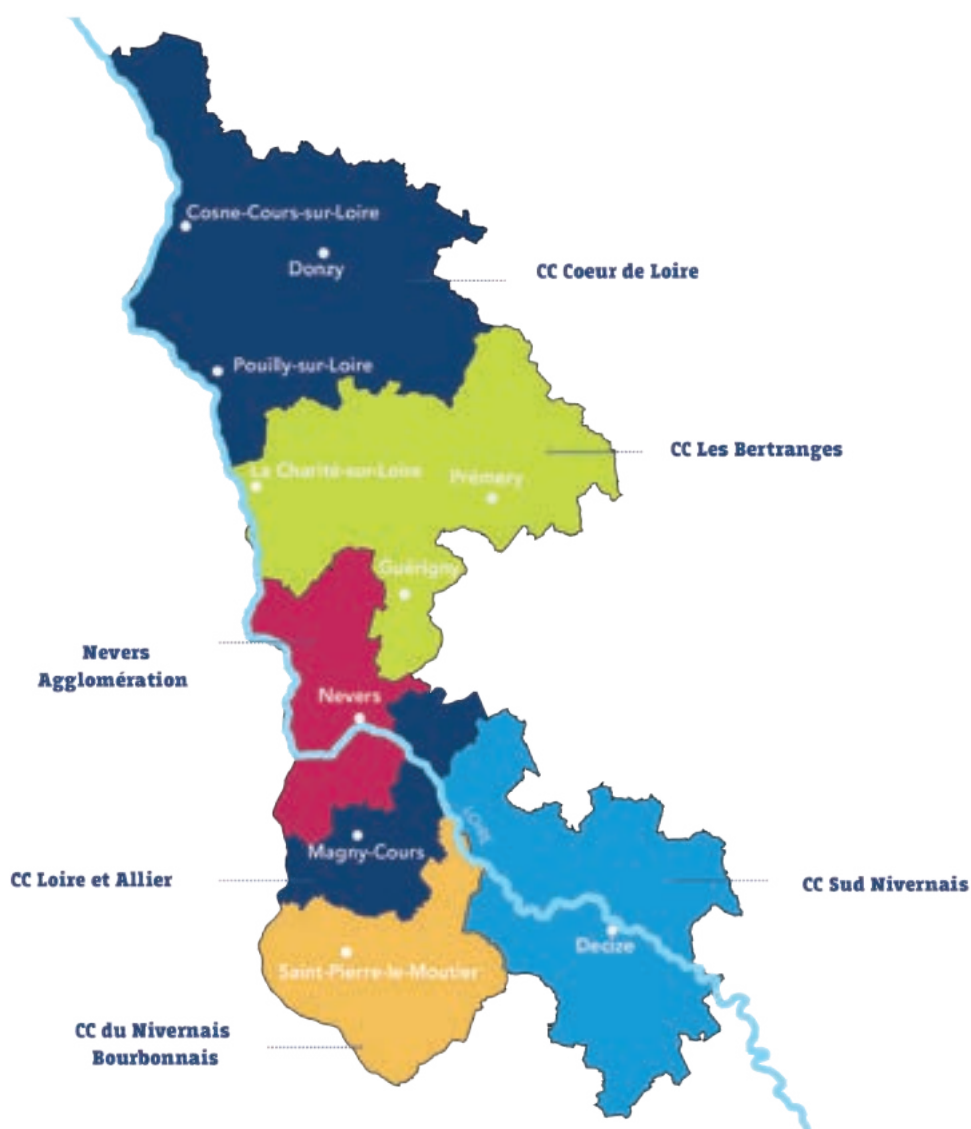 Cosne-Cours-sur-Loire
Donzy
CC Coeur de Loire
Pouilly-sur-Loire
CC Les Bertranges
La Charité-sur-Loire
Prémery
Guérigny
Nevers
Agglomération
Nevers
LOIRE
Magny-Cours
CC Loire et Allier
CC Sud Nivernais
Decize
Saint-Pierre-le-Moutier
CC du Nivernais
Bourbonnais